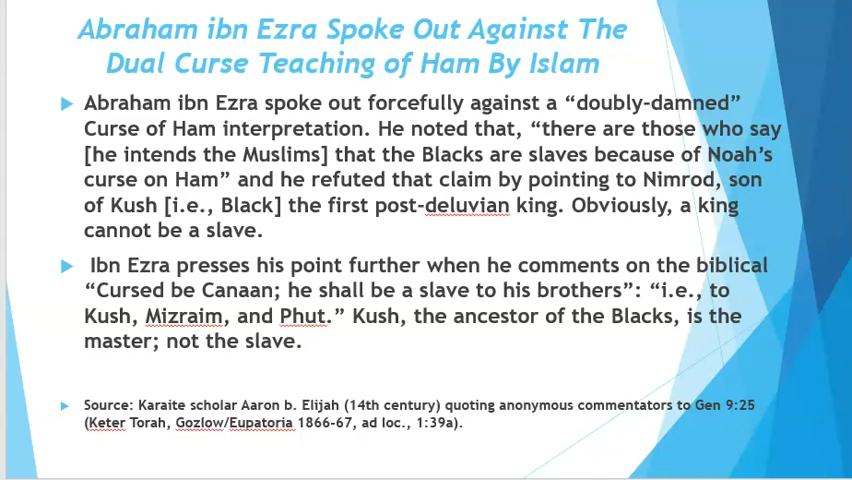 Abraham ibn Ezra Spoke Out Against The
Dual Curse Teaching of Ham By Islam
Abraham ibn Ezra spoke out forcefully against a “doubly-damned”
Curse of Ham interpretation. He noted that, “there are those who say
[he intends the Muslims] that the Blacks are slaves because of Noah’s
curse on Ham” and he refuted that claim by pointing to Nimrod, son
of Kush [i.e., Black] the first post-deluvian king. Obviously, a king
cannot be a slave.
Ibn Ezra presses his point further when he comments on the biblical
“Cursed be Canaan; he shall be a slave to his brothers”: “i.e., to
Kush, Mizraim, and Phut.” Kush, the ancestor of the Blacks, is the
master; not the slave.
Source: Karaite scholar Aaron b. Elijah (14th century) quoting anonymous commentators to Gen 9:25
(Keter Torah, Gozlow/Eupatoria 1866-67, ad loc., 1:39a).